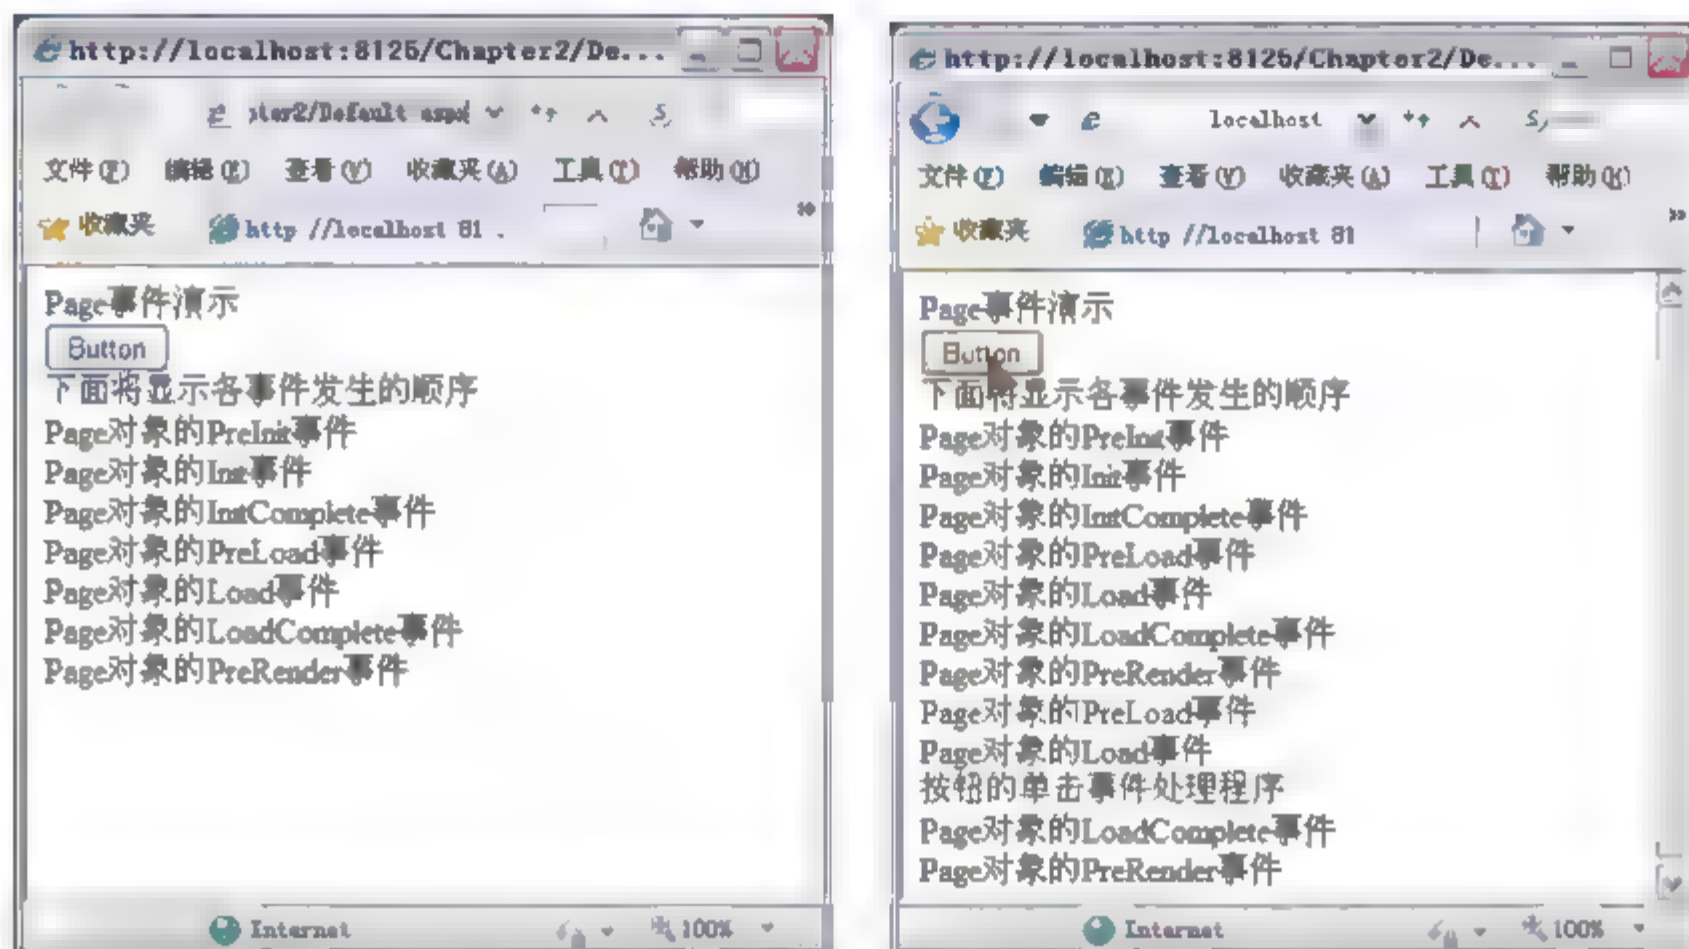 http://localhost:8125/Chapter2/De...
pter2/Default aspx
文件(F) 编辑(E) 查看(V) 收藏夹(A) 工具(T) 帮助(H)
收藏夹 http //localhost 81 .
Page事件演示
Button
下面将显示各事件发生的顺序
Page对象的PreInit事件
Page对象的Init事件
Page对象的InitComplete事件
Page对象的PreLoad事件
Page对象的Load事件
Page对象的LoadComplete事件
Page对象的PreRender事件
Internet 100%
http://localhost:8125/Chapter2/De...
localhost
文件(F) 编辑(E) 查看(V) 收藏夹(A) 工具(T) 帮助(H)
收藏夹 http //localhost 81
Page事件演示
Button
下面将显示各事件发生的顺序
Page对象的PreInit事件
Page对象的Init事件
Page对象的InitComplete事件
Page对象的PreLoad事件
Page对象的Load事件
Page对象的LoadComplete事件
Page对象的PreRender事件
Page对象的PreLoad事件
Page对象的Load事件
按钮的单击事件处理程序
Page对象的LoadComplete事件
Page对象的PreRender事件
Internet 100%